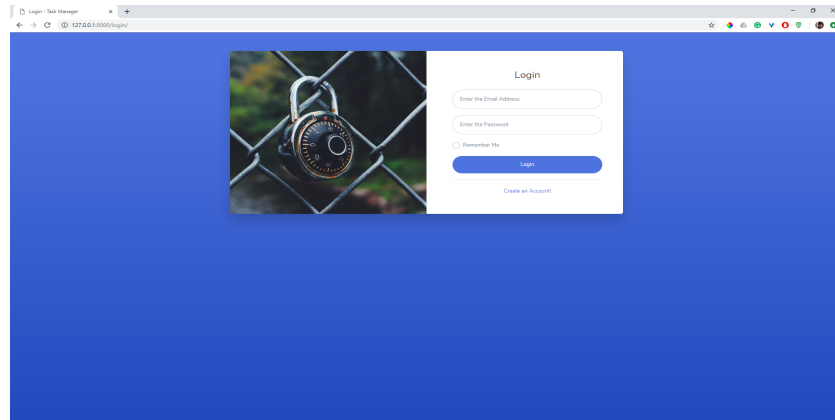 Login - Task Manager
127.0.0.1:8000/login/
Login
Enter the Email Address
Enter the Password
Remember Me
Login
Create an Account!